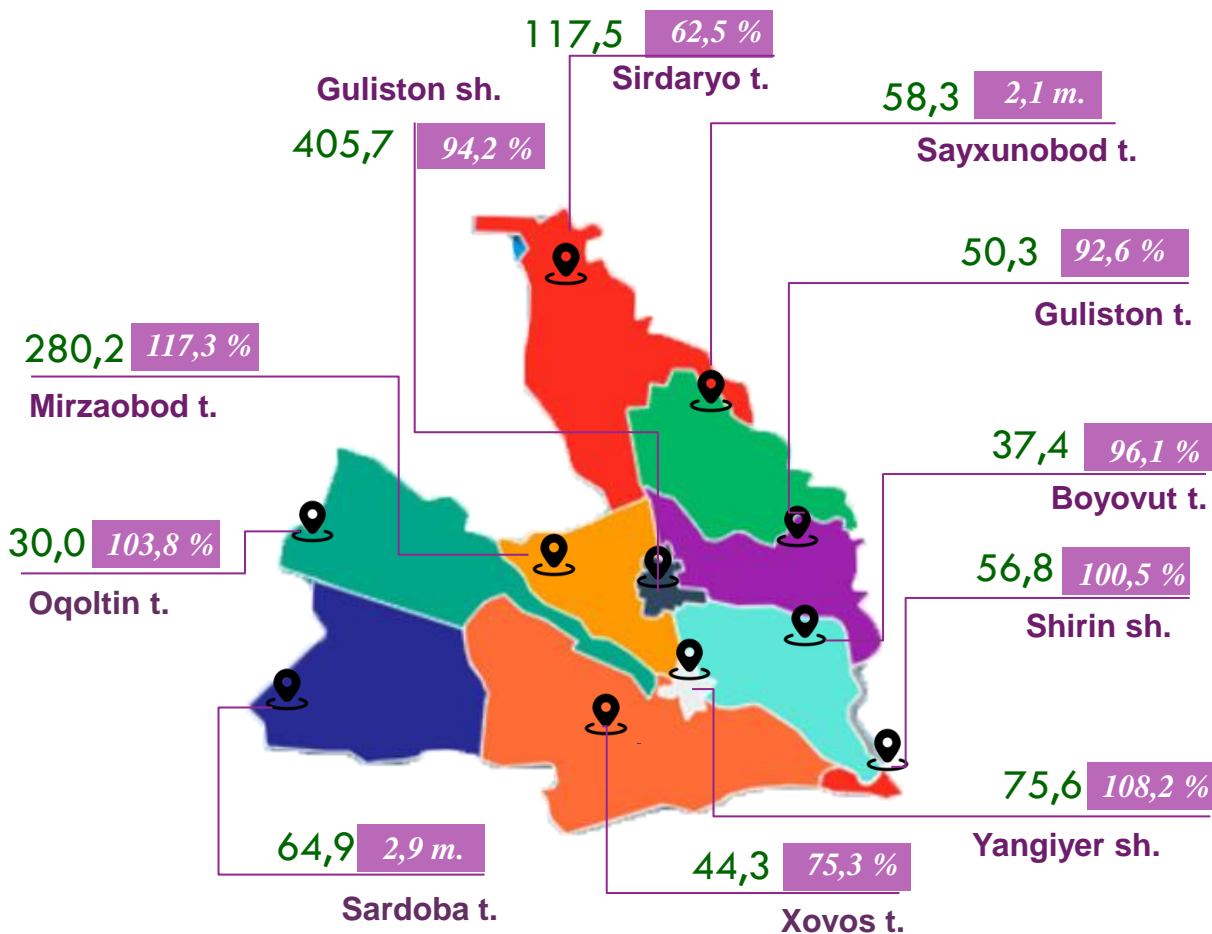 117,5 62,5 %
Sirdaryo t.
Guliston sh.
405,7 94,2 %
58,3 2,1 m.
Sayxunobod t.
50,3 92,6 %
Guliston t.
280,2 117,3 %
Mirzaobod t.
37,4 96,1 %
Boyovut t.
30,0 103,8 %
Oqoltin t.
56,8 100,5 %
Shirin sh.
75,6 108,2 %
Yangiyer sh.
64,9 2,9 m.
Sardoba t.
44,3 75,3 %
Xovos t.